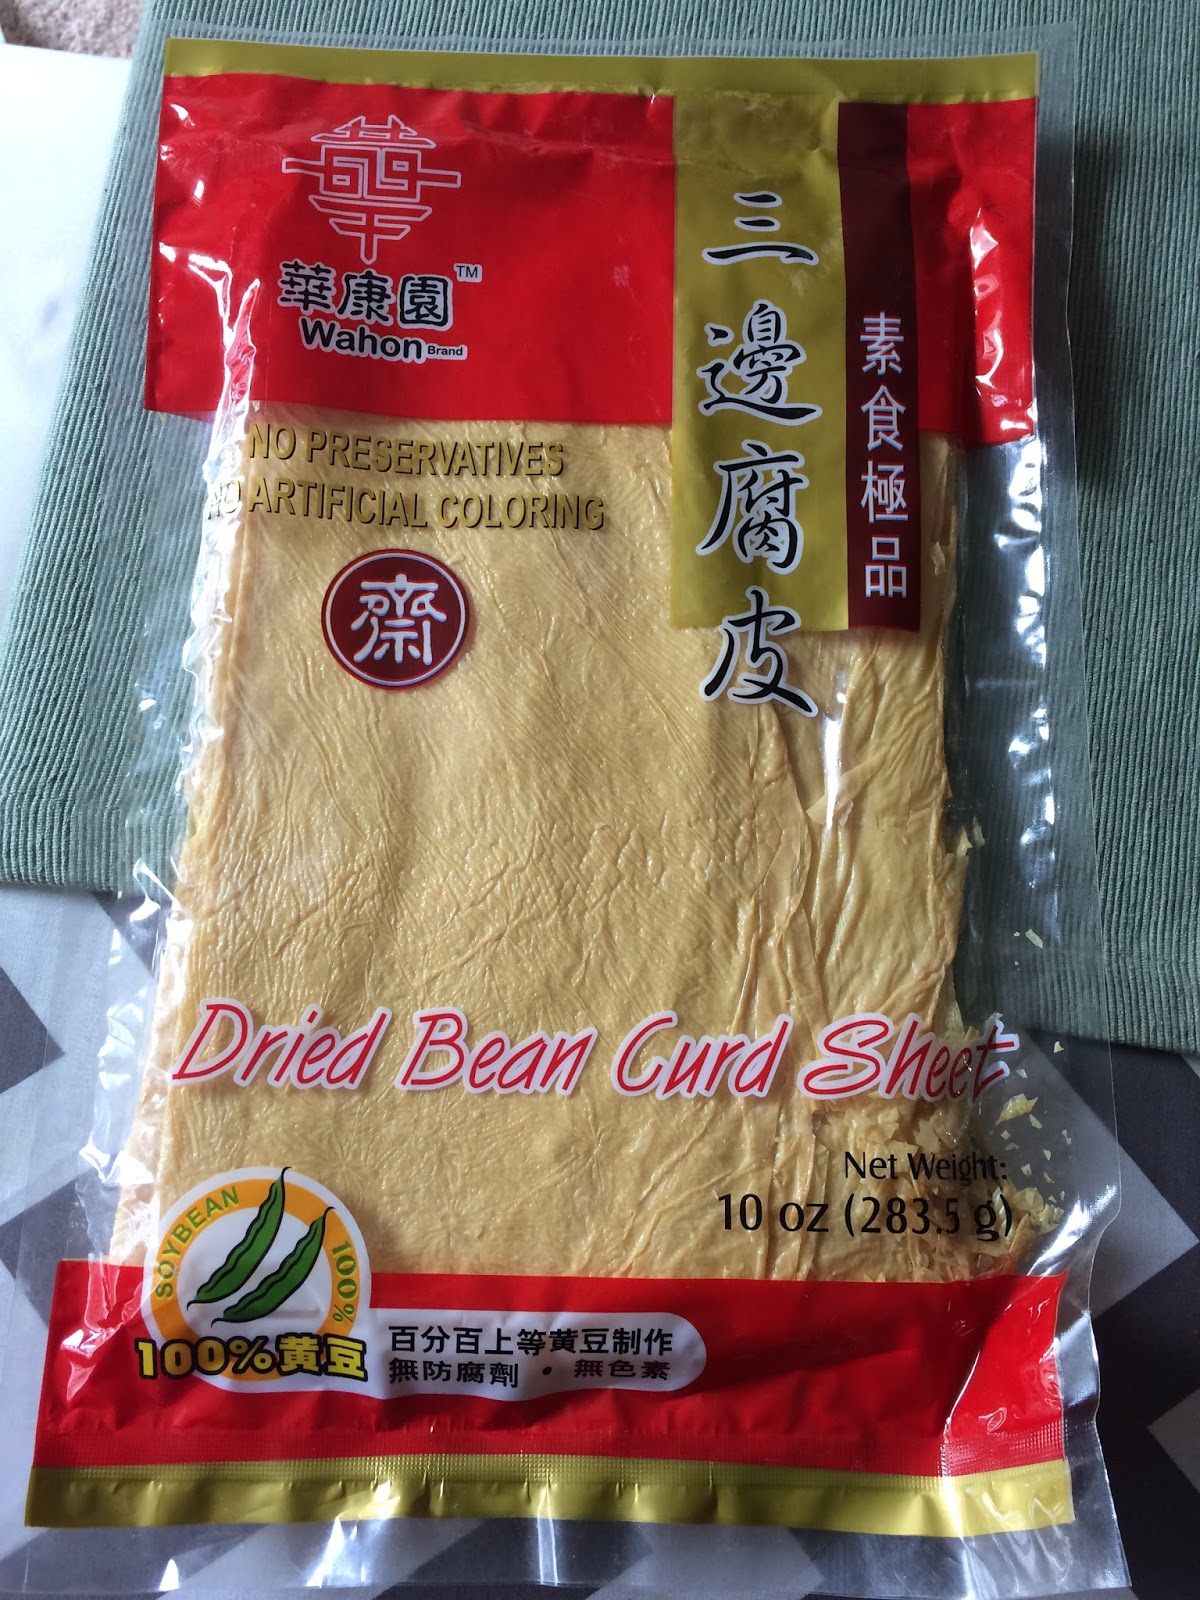 華康園™
Wahon Brand
三邊腐皮
素食極品
NO PRESERVATIVES
NO ARTIFICIAL COLORING
齋
Dried Bean Curd Sheet
Net Weight:
10 oz (283.5 g)
SOYBEAN 100%
100%黄豆
百分百上等黄豆制作
無防腐劑・無色素